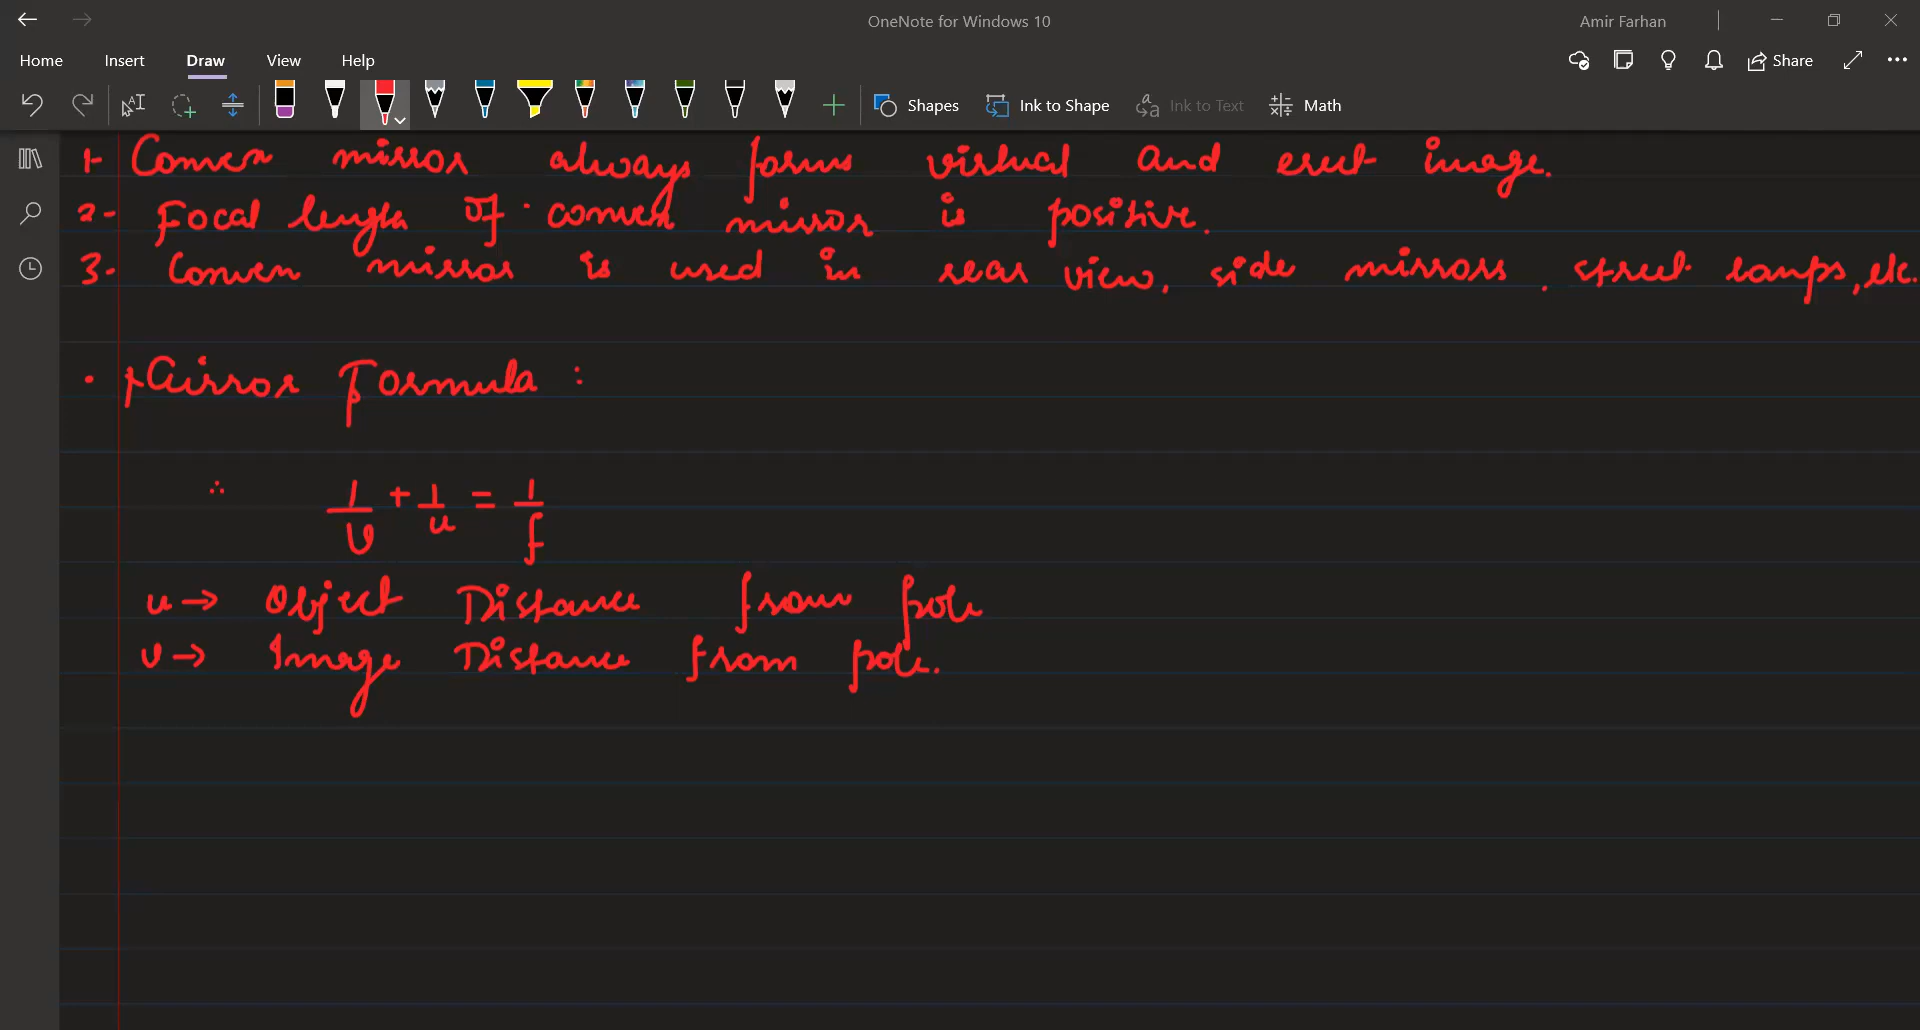 OneNote for Windows 10
Amir Farhan
Home Insert Draw View Help
Share
Shapes Ink to Shape Ink to Text Math
1- Convex mirror always forms virtual and erect image.
2- Focal length of convex mirror is positive.
3- Convex mirror is used in rear view, side mirrors, street lamps, etc.
• Mirror Formula :
∴ 1/v + 1/u = 1/f
u → Object Distance from pole
v → Image Distance from pole.